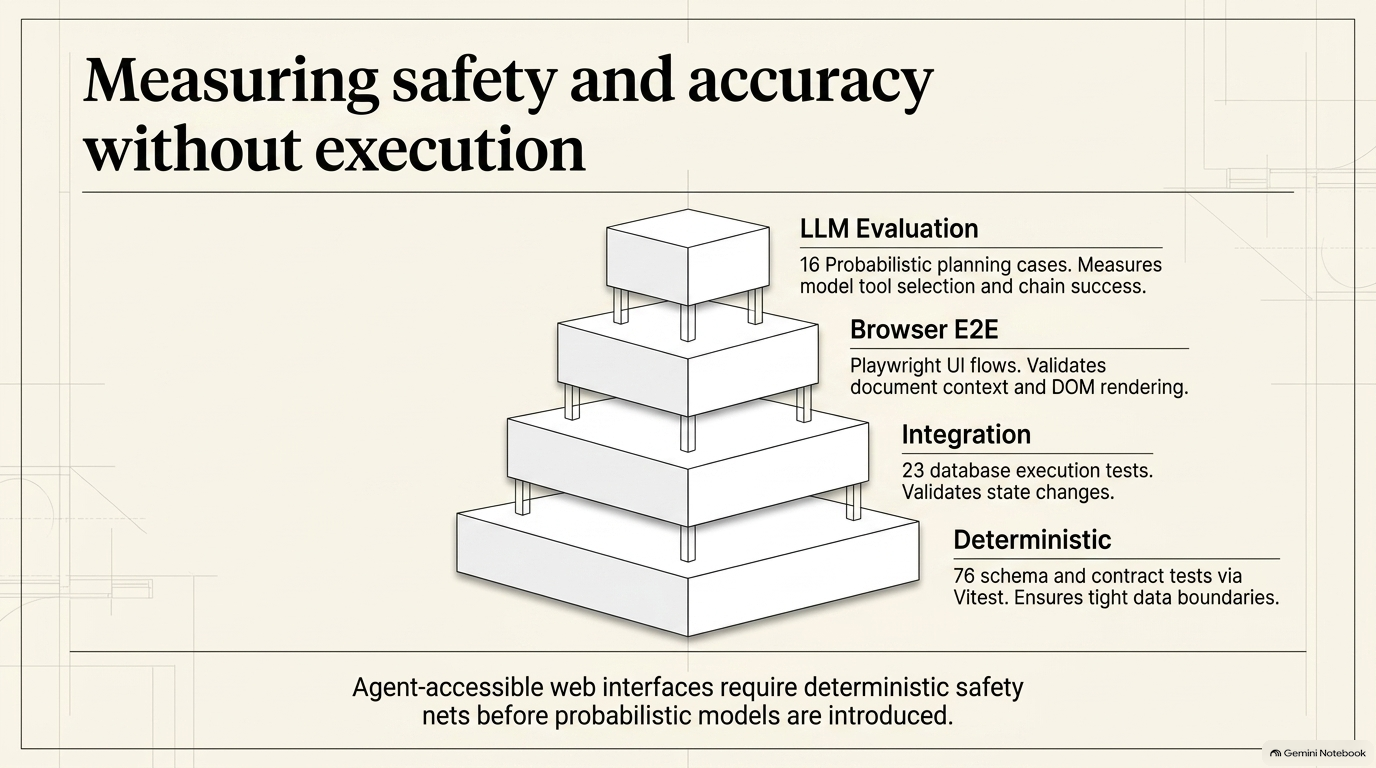 Measuring safety and accuracy
without execution
LLM Evaluation
16 Probabilistic planning cases. Measures
model tool selection and chain success.
Browser E2E
Playwright UI flows. Validates
document context and DOM rendering.
Integration
23 database execution tests.
Validates state changes.
Deterministic
76 schema and contract tests via
Vitest. Ensures tight data boundaries.
Agent-accessible web interfaces require deterministic safety
nets before probabilistic models are introduced.
Gemini Notebook